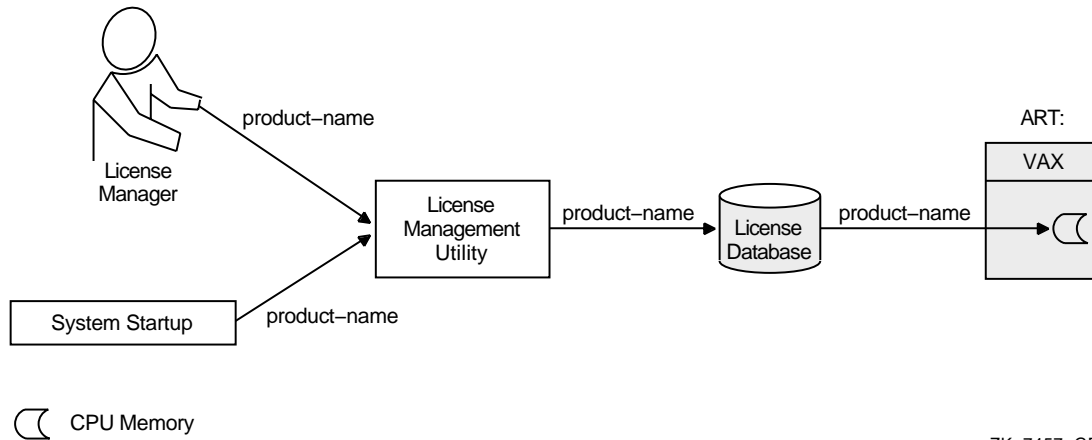 product–name
ART:
VAX
License
Manager
License
Management
Utility
product–name
License
Database
product–name
System Startup
product–name
CPU Memory